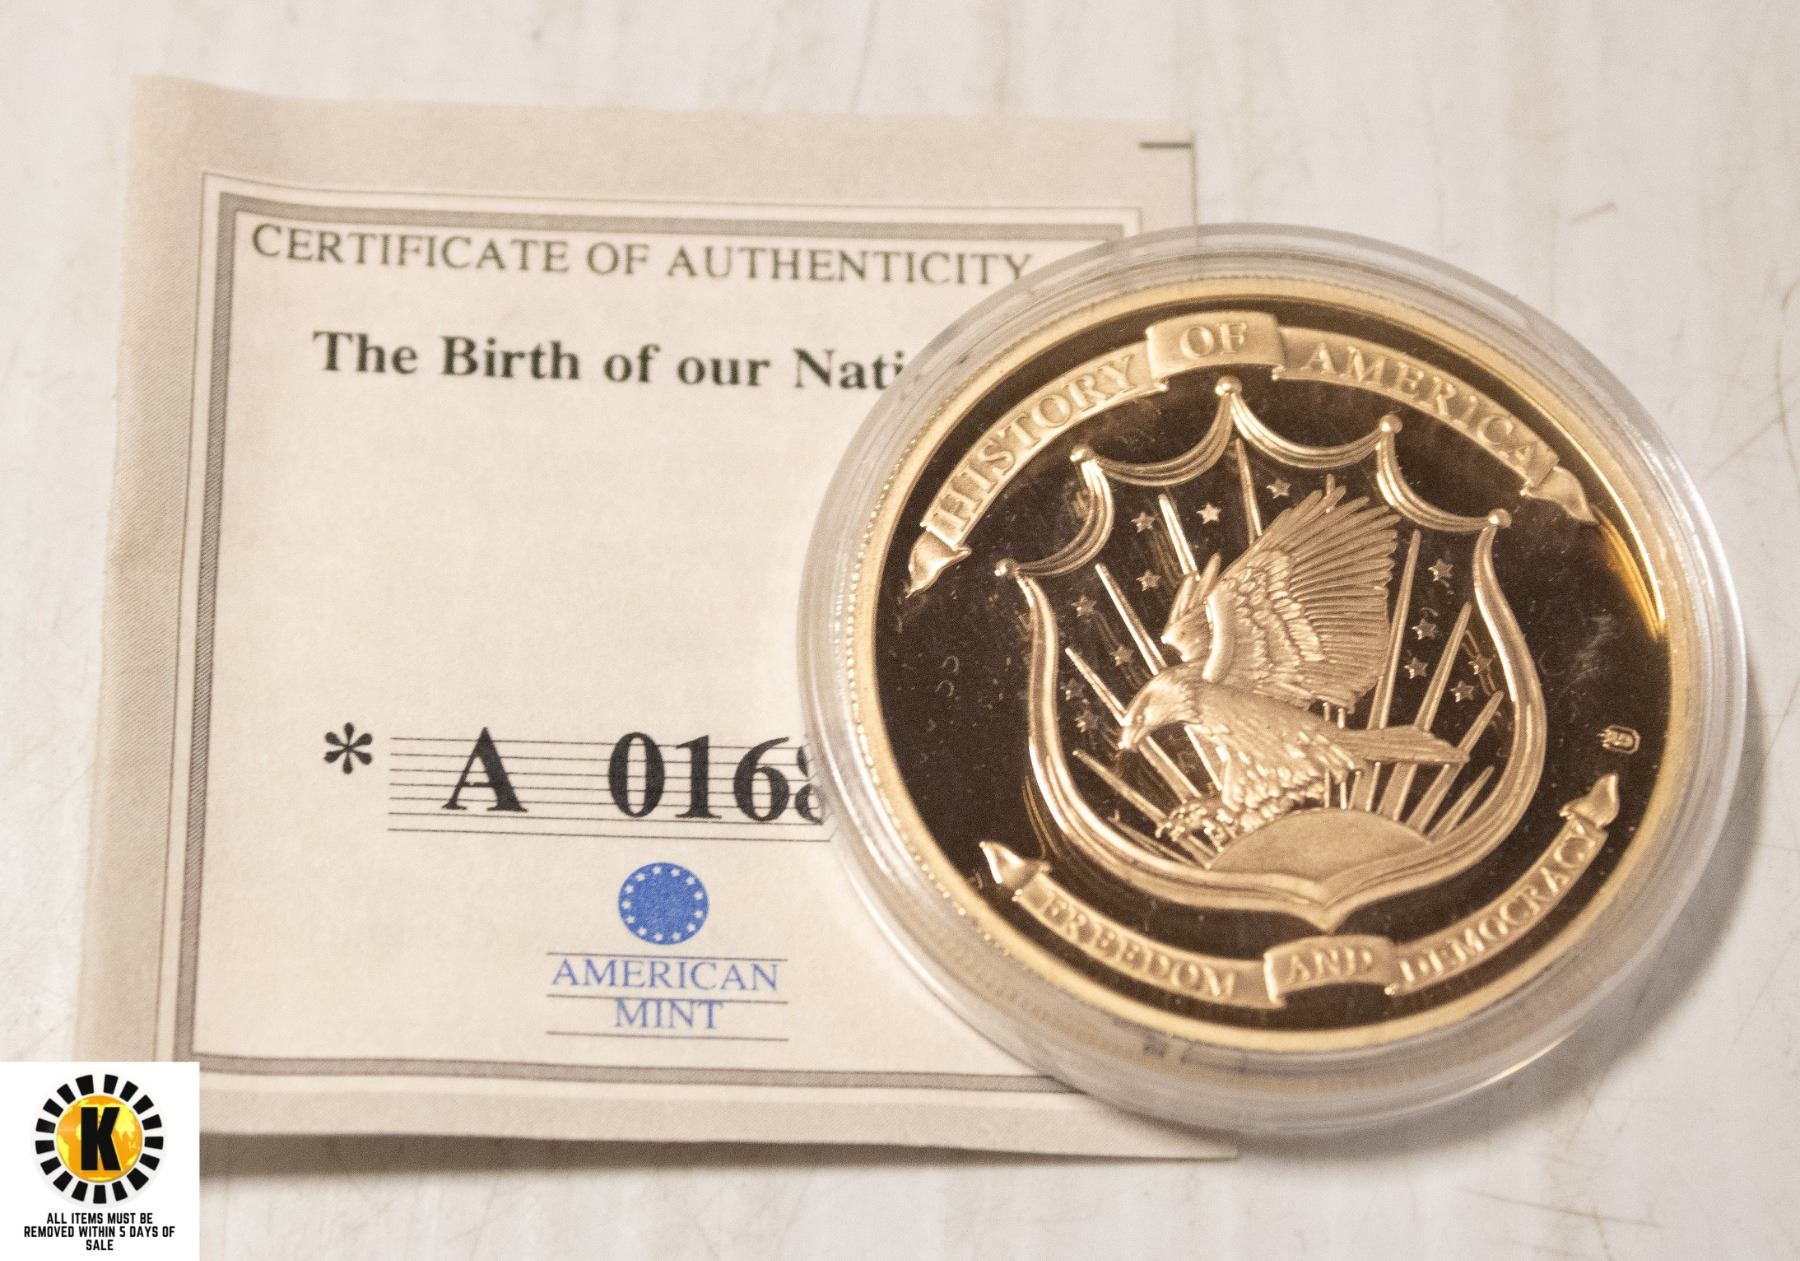 CERTIFICATE OF AUTHENTICITY
The Birth of our Nati
* A 0168
AMERICAN
MINT
HISTORY OF AMERICA
FREEDOM AND DEMOCRACY
K
ALL ITEMS MUST BE
REMOVED WITHIN 5 DAYS OF
SALE